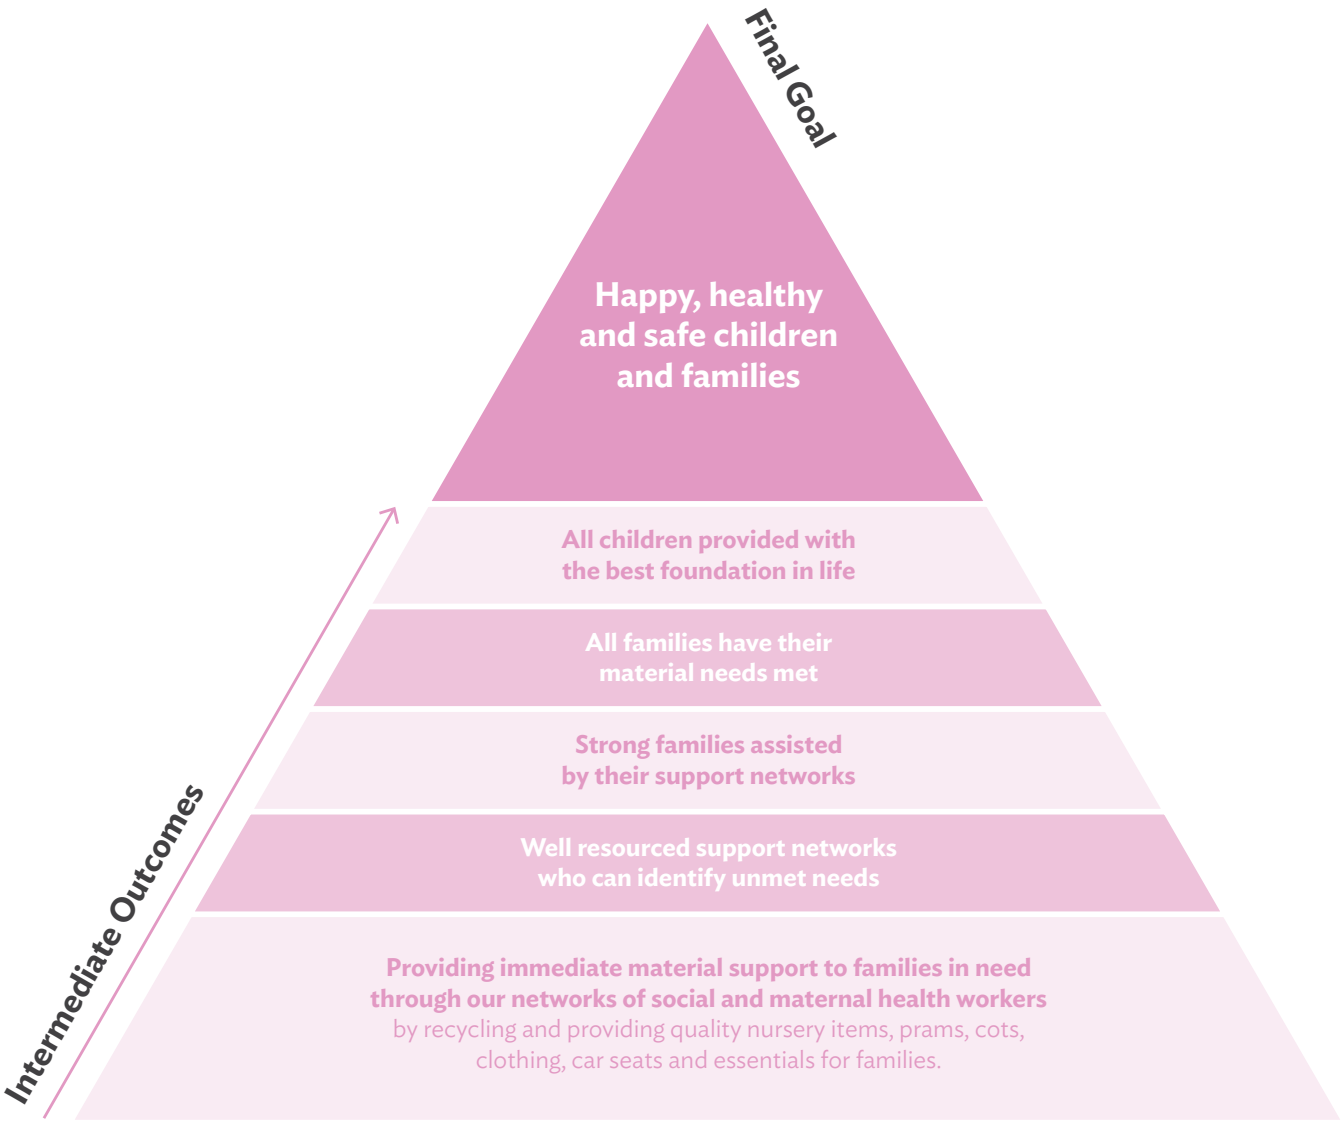 Final Goal
Happy, healthy
and safe children
and families
All children provided with
the best foundation in life
All families have their
material needs met
Strong families assisted
by their support networks
Well resourced support networks
who can identify unmet needs
Intermediate Outcomes
Providing immediate material support to families in need
through our networks of social and maternal health workers
by recycling and providing quality nursery items, prams, cots,
clothing, car seats and essentials for families.